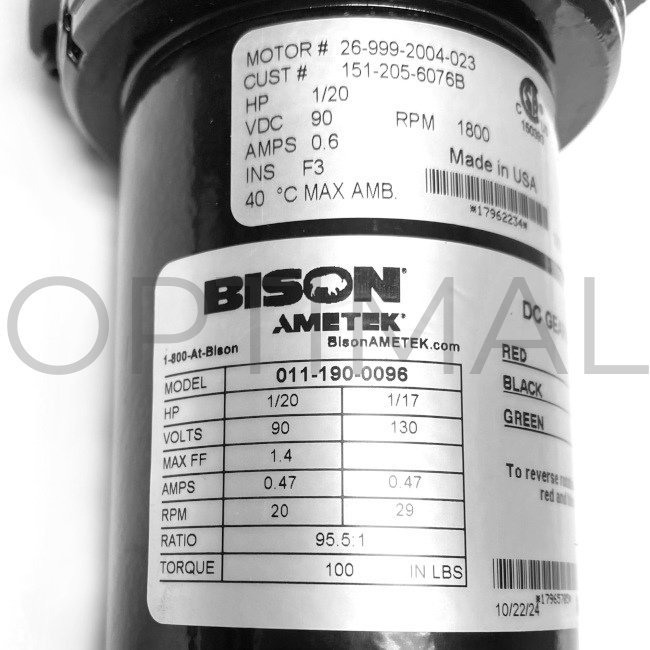 MOTOR # 26-999-2004-023
CUST # 151-205-6076B
HP 1/20
VDC 90 RPM 1800
AMPS 0.6
INS F3
40 °C MAX AMB.
Made in USA
*17962234*
OPTIMAL
BISON®
AMETEK®
1-800-At-Bison BisonAMETEK.com
MODEL 011-190-0096
HP 1/20 1/17
VOLTS 90 130
MAX FF 1.4
AMPS 0.47 0.47
RPM 20 29
RATIO 95.5:1
TORQUE 100 IN LBS
DC
RED
BLACK
GREEN
To reverse
red and
10/22/24